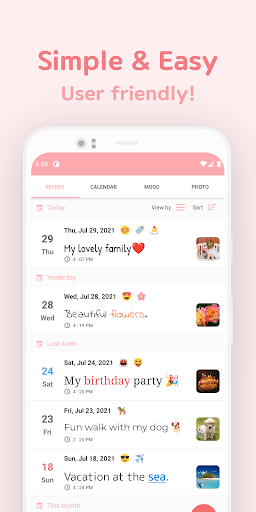 Simple & Easy
User friendly!
4:59
RECENT CALENDAR MOOD PHOTO
Today View by Sort
29 Thu, Jul 29, 2021
Thu My lovely family
4 : 07 PM
Yesterday
28 Wed, Jul 28, 2021
Wed Beautiful flowers.
4 : 19 PM
Last week
24 Sat, Jul 24, 2021
Sat My birthday party
4 : 20 PM
23 Fri, Jul 23, 2021
Fri Fun walk with my dog
4 : 22 PM
18 Sun, Jul 18, 2021
Sun Vacation at the sea.
4 : 24 PM
This month